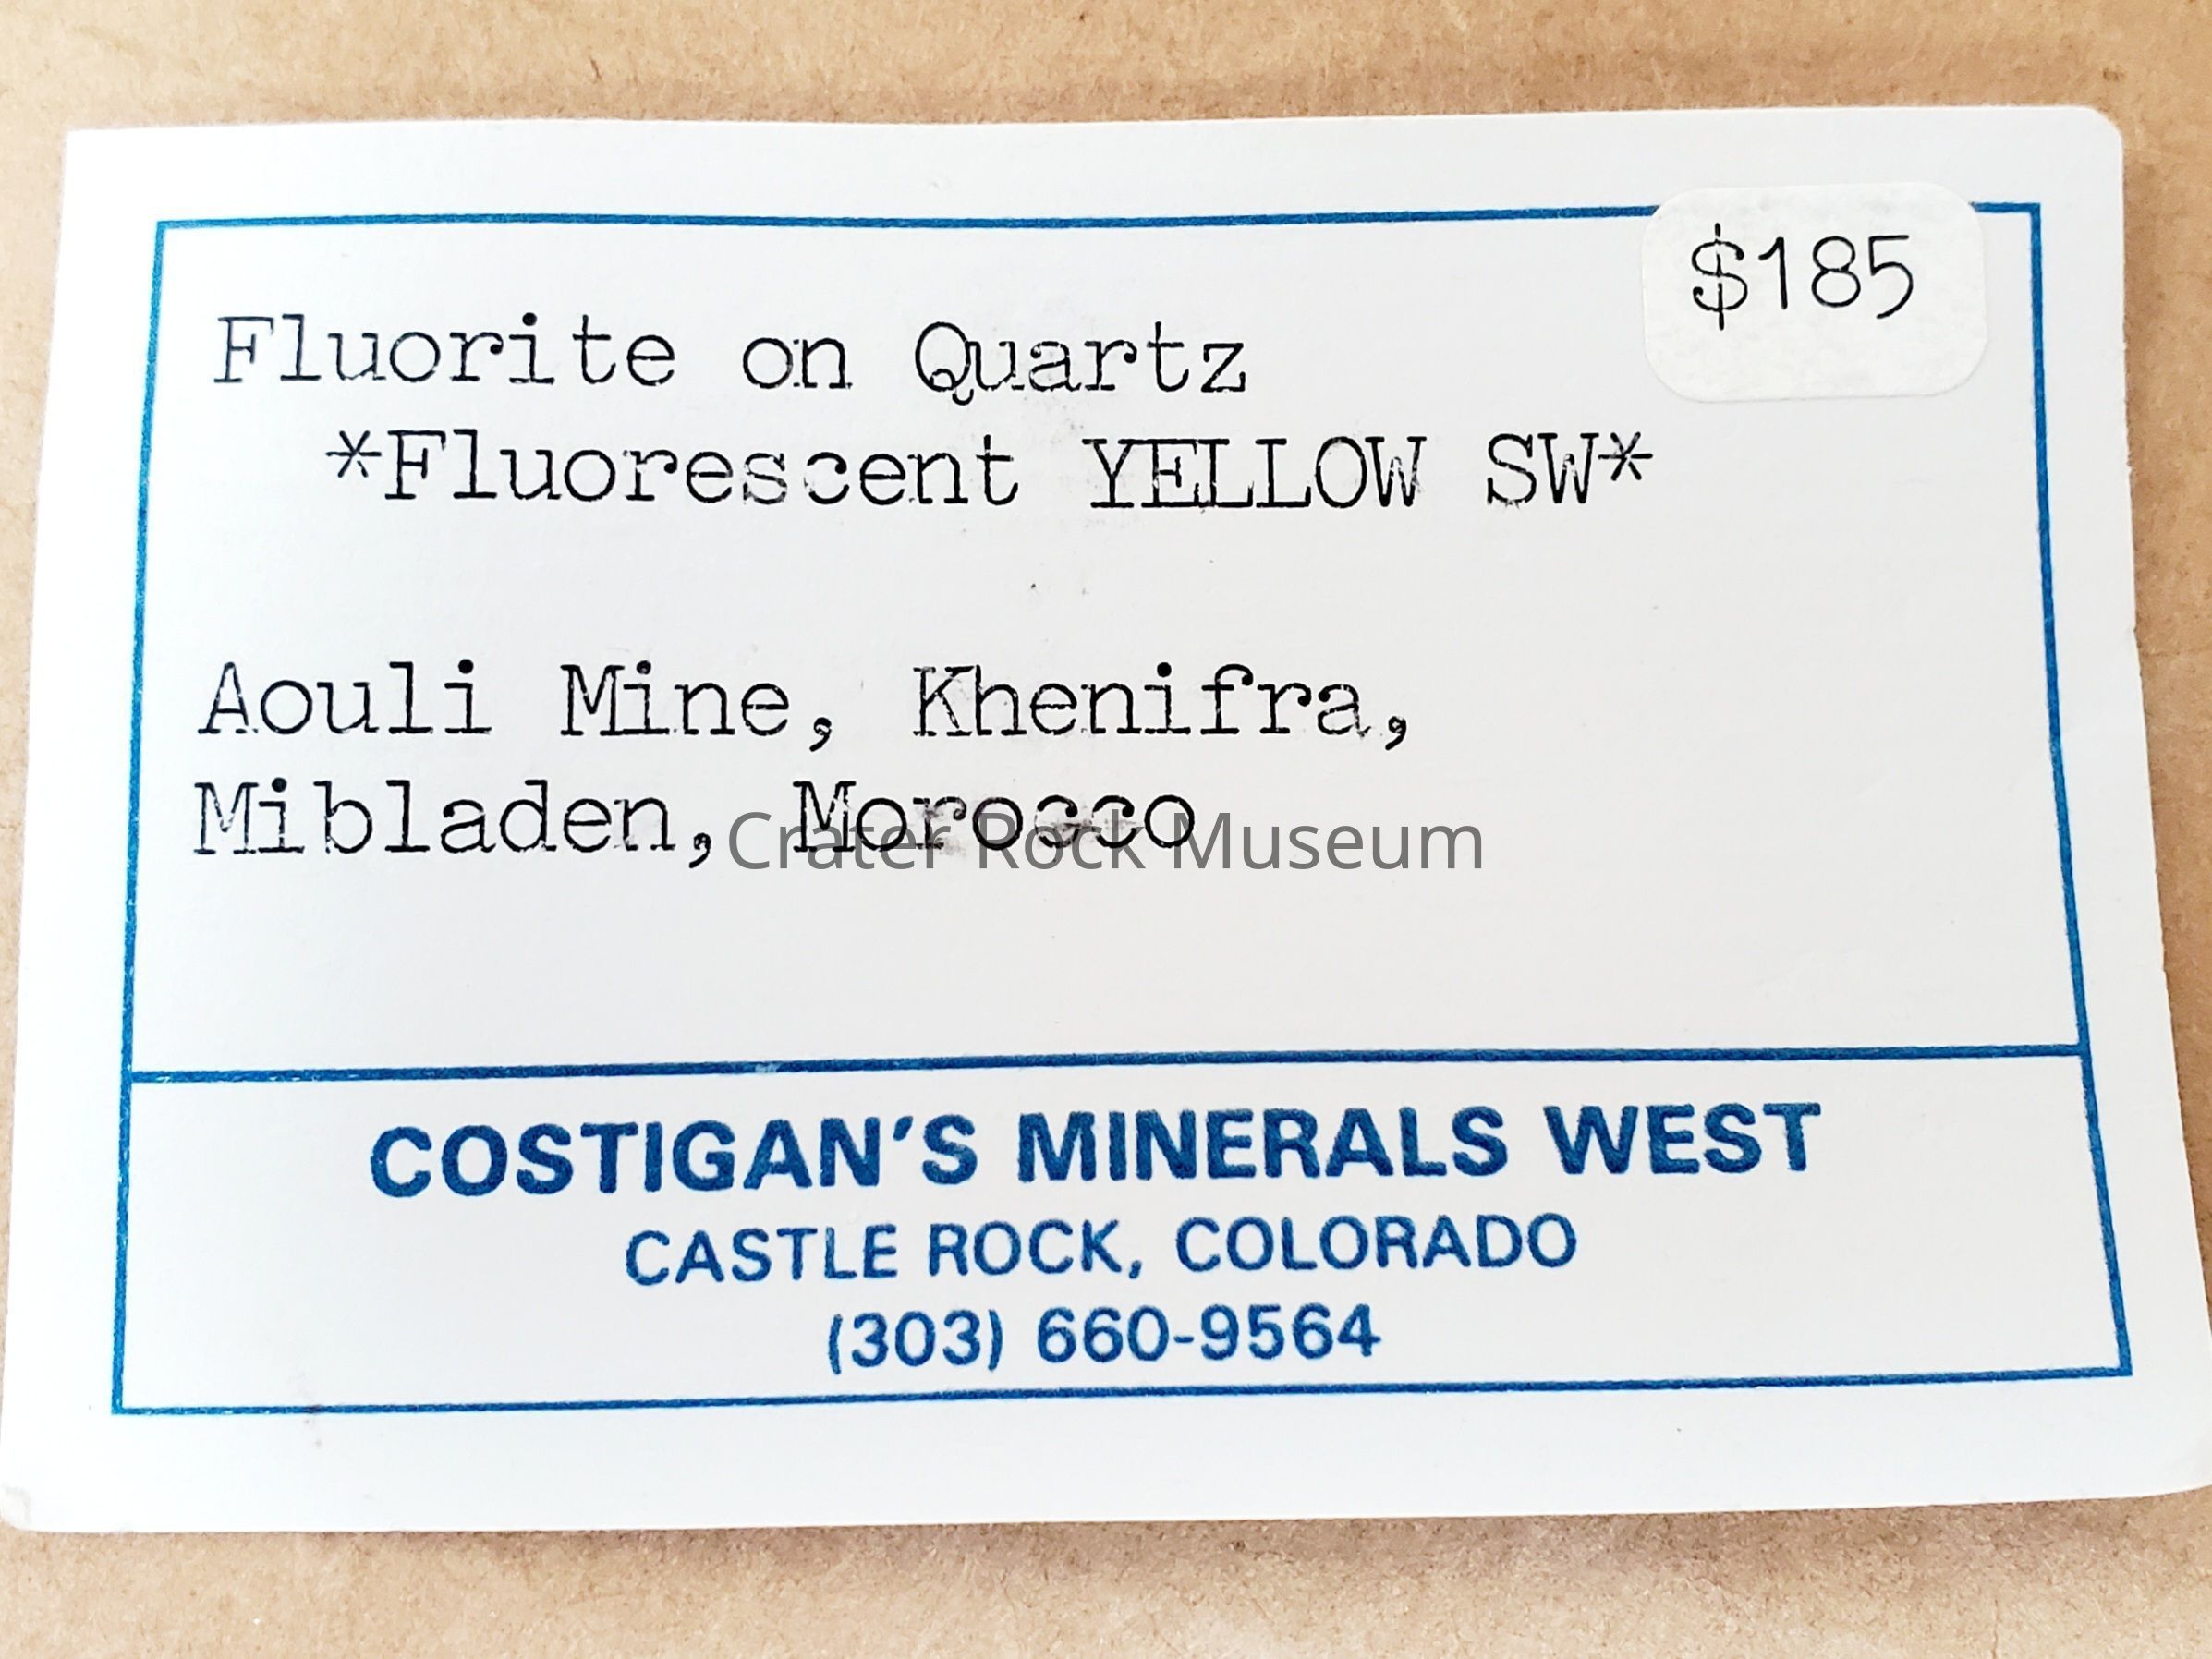 $185
Fluorite on Quartz
*Fluorescent YELLOW SW*
Aouli Mine, Khenifra,
Mibladen, Morocco
Crater Rock Museum
COSTIGAN'S MINERALS WEST
CASTLE ROCK, COLORADO
(303) 660-9564